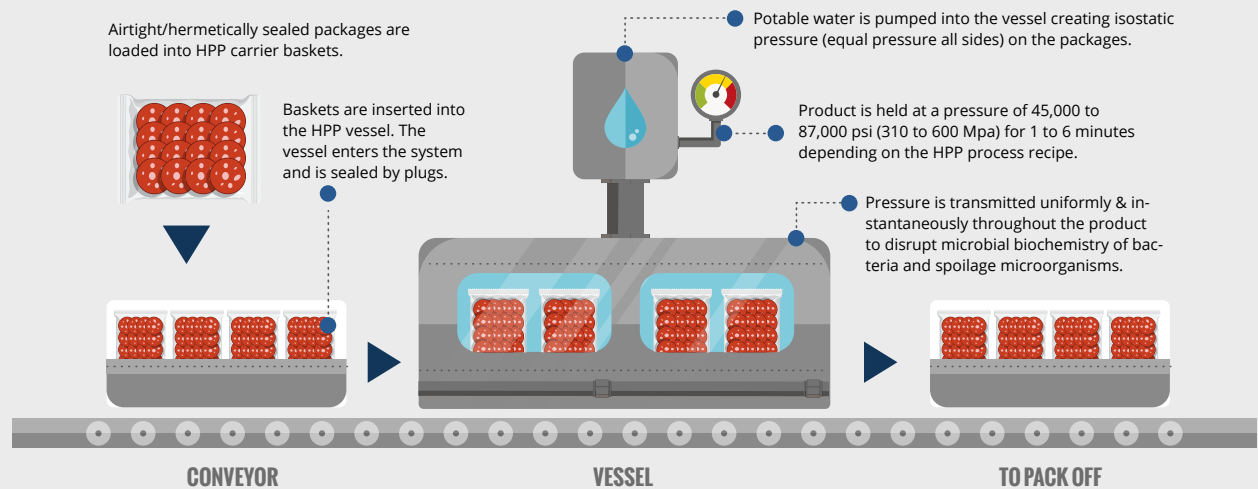 Airtight/hermetically sealed packages are
loaded into HPP carrier baskets.
Baskets are inserted into
the HPP vessel. The
vessel enters the system
and is sealed by plugs.
Potable water is pumped into the vessel creating isostatic
pressure (equal pressure all sides) on the packages.
Product is held at a pressure of 45,000 to
87,000 psi (310 to 600 Mpa) for 1 to 6 minutes
depending on the HPP process recipe.
Pressure is transmitted uniformly & in-
stantaneously throughout the product
to disrupt microbial biochemistry of bac-
teria and spoilage microorganisms.
CONVEYOR
VESSEL
TO PACK OFF